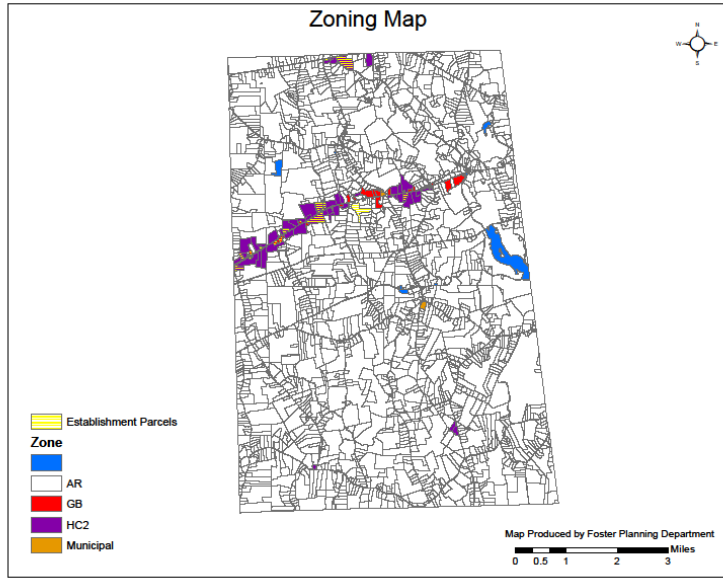 Zoning Map
N
W
E
S
Establishment Parcels
Zone
AR
GB
HC2
Municipal
Map Produced by Foster Planning Department
Miles
0 0.5 1 2 3